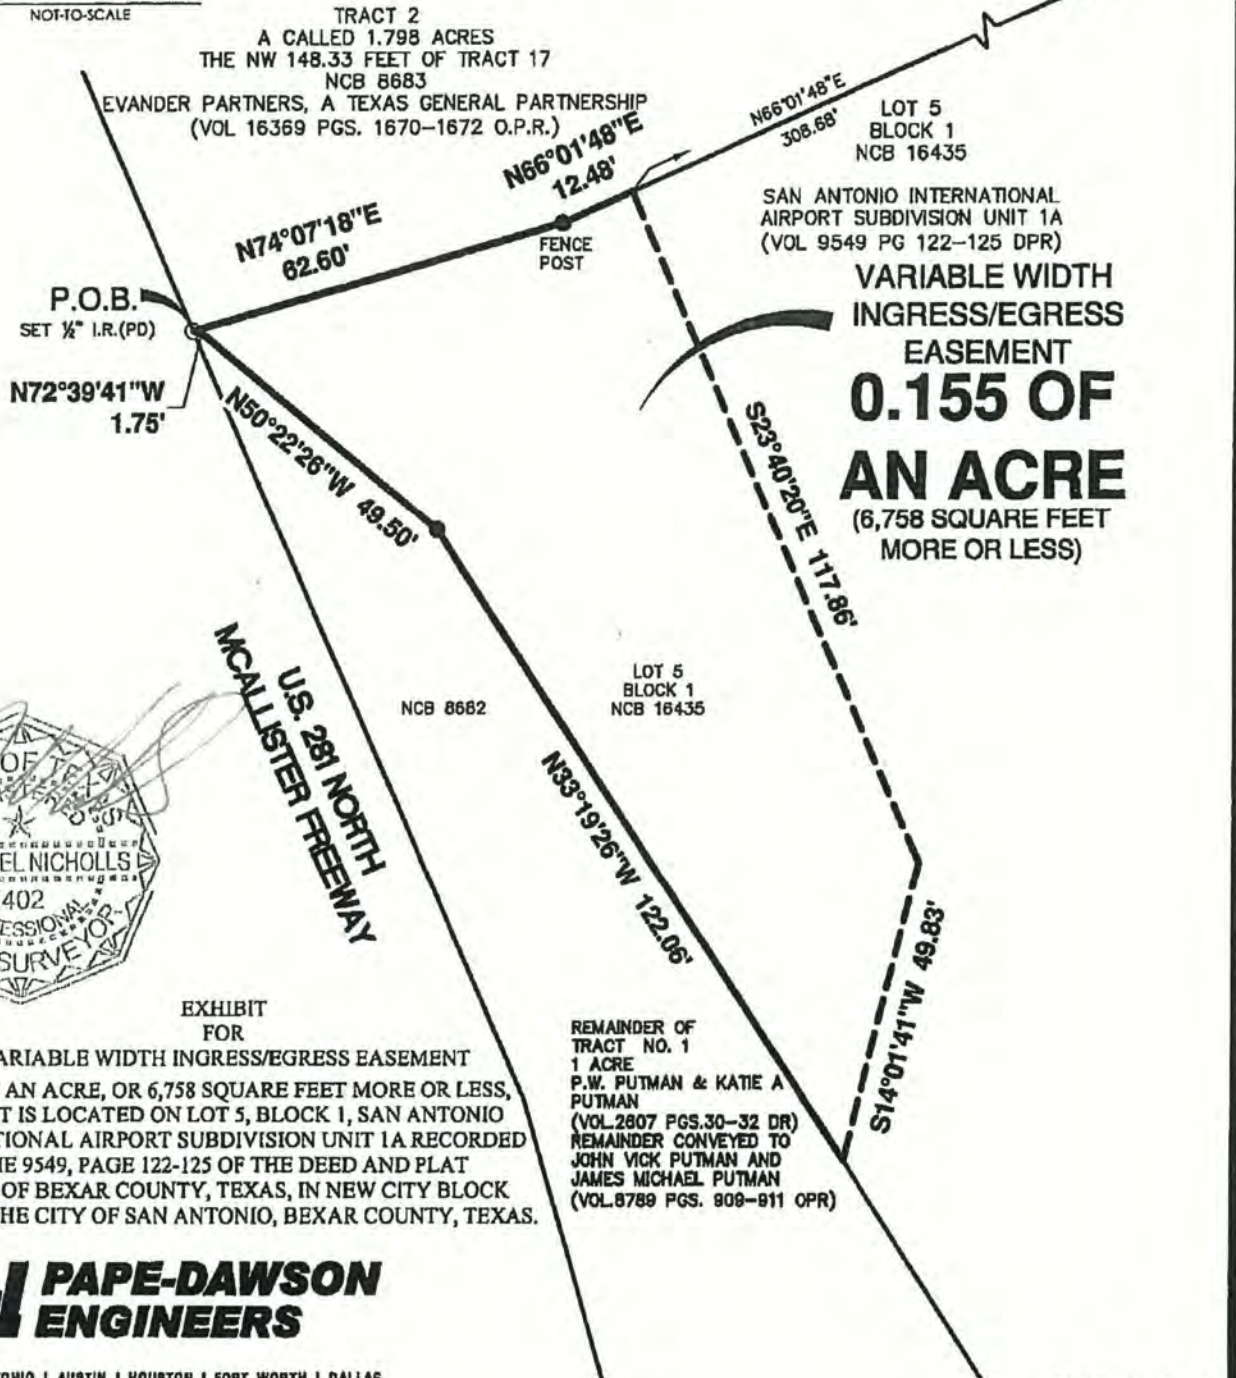 NOT-TO-SCALE
TRACT 2
A CALLED 1.798 ACRES
THE NW 148.33 FEET OF TRACT 17
NCB 8683
EVANDER PARTNERS, A TEXAS GENERAL PARTNERSHIP
(VOL 16369 PGS. 1670-1672 O.P.R.)
N66°01'48"E
12.48'
N66°01'48"E
308.68'
LOT 5
BLOCK 1
NCB 16435
SAN ANTONIO INTERNATIONAL
AIRPORT SUBDIVISION UNIT 1A
(VOL 9549 PG 122-125 DPR)
N74°07'18"E
62.60'
FENCE
POST
P.O.B.
SET ½" I.R.(PD)
N72°39'41"W
1.75'
VARIABLE WIDTH
INGRESS/EGRESS
EASEMENT
0.155 OF
AN ACRE
(6,758 SQUARE FEET
MORE OR LESS)
N50°22'26"W 49.50'
S23°40'20"E 117.86'
U.S. 281 NORTH
MCALLISTER FREEWAY
NCB 8682
LOT 5
BLOCK 1
NCB 16435
N33°19'26"W 122.06'
S14°01'41"W 49.83'
OF
EL NICHOLLS
402
ESSIONAL
SURVEYOR
EXHIBIT
FOR
ARIABLE WIDTH INGRESS/EGRESS EASEMENT
AN ACRE, OR 6,758 SQUARE FEET MORE OR LESS,
T IS LOCATED ON LOT 5, BLOCK 1, SAN ANTONIO
TIONAL AIRPORT SUBDIVISION UNIT 1A RECORDED
E 9549, PAGE 122-125 OF THE DEED AND PLAT
OF BEXAR COUNTY, TEXAS, IN NEW CITY BLOCK
HE CITY OF SAN ANTONIO, BEXAR COUNTY, TEXAS.
REMAINDER OF
TRACT NO. 1
1 ACRE
P.W. PUTMAN & KATIE A
PUTMAN
(VOL.2607 PGS.30-32 DR)
REMAINDER CONVEYED TO
JOHN VICK PUTMAN AND
JAMES MICHAEL PUTMAN
(VOL.8789 PGS. 909-911 OPR)
PAPE-DAWSON
ENGINEERS
ONIO | AUSTIN | HOUSTON | FORT WORTH | DALLAS